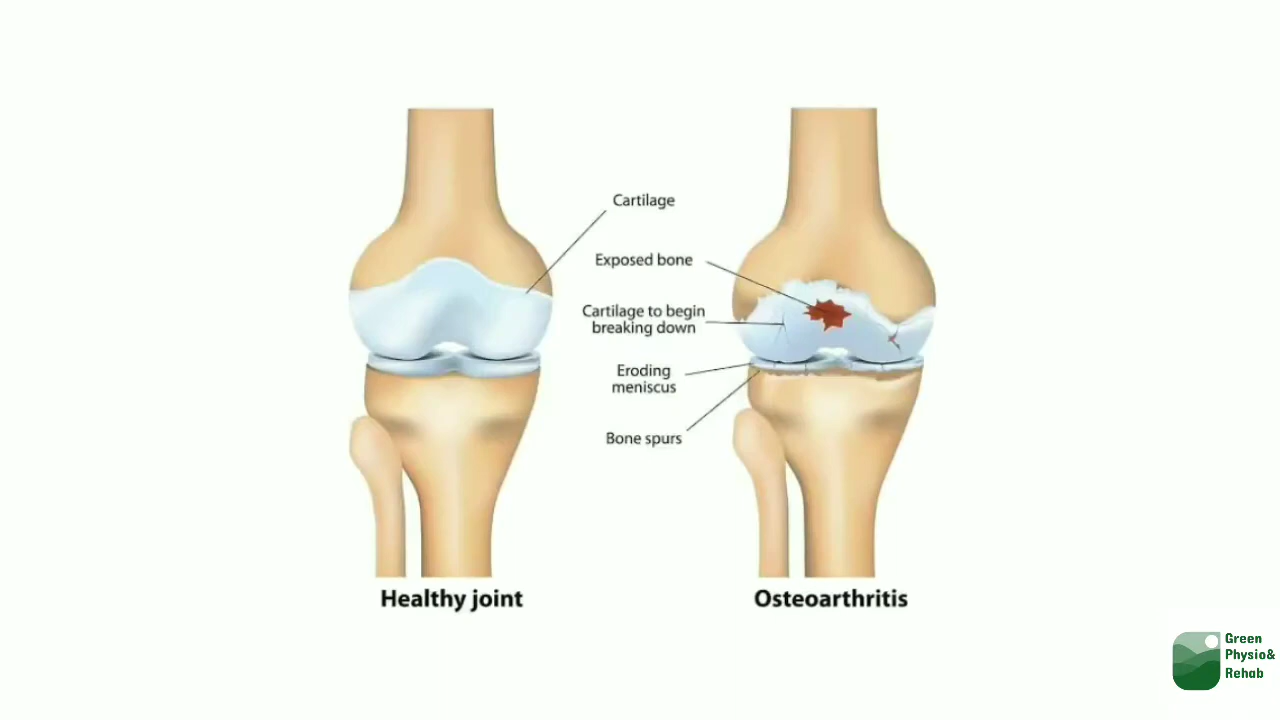 Cartilage
Exposed bone
Cartilage to begin
breaking down
Eroding
meniscus
Bone spurs
Healthy joint
Osteoarthritis
Green
Physio&
Rehab